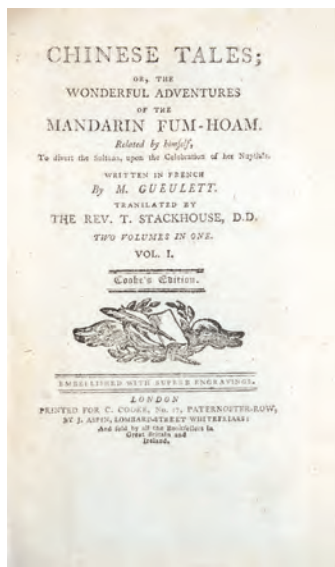 CHINESE TALES;
OR, THE
WONDERFUL ADVENTURES
OF THE
MANDARIN FUM-HOAM.
Related by himself,
To divert the Sultana, upon the Celebration of her Nuptials.
WRITTEN IN FRENCH
By M. GUEULETT.
TRANSLATED BY
THE REV. T. STACKHOUSE, D.D.
TWO VOLUMES IN ONE.
VOL. I.
Cooke's Edition.
EMBELLISHED WITH SUPERB ENGRAVINGS.
LONDON
PRINTED FOR C. COOKE, No. 17, PATERNOSTER-ROW,
BY J. ASPIN, LOMBARD-STREET WHITEFRIARS;
And sold by all the Booksellers in
Great Britain and
Ireland.